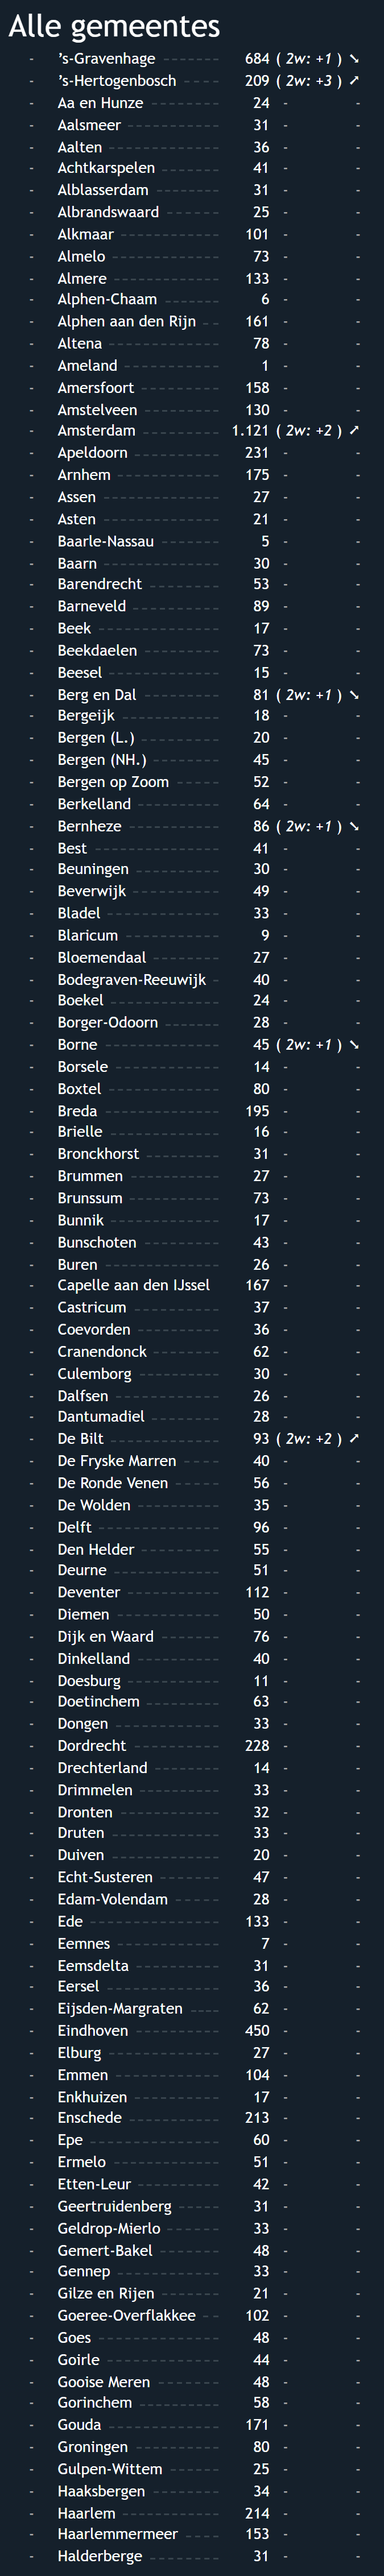 Alle gemeentes
- 's-Gravenhage 684 ( 2w: +1 ) ➘
- 's-Hertogenbosch 209 ( 2w: +3 ) ➚
- Aa en Hunze 24 - -
- Aalsmeer 31 - -
- Aalten 36 - -
- Achtkarspelen 41 - -
- Alblasserdam 31 - -
- Albrandswaard 25 - -
- Alkmaar 101 - -
- Almelo 73 - -
- Almere 133 - -
- Alphen-Chaam 6 - -
- Alphen aan den Rijn 161 - -
- Altena 78 - -
- Ameland 1 - -
- Amersfoort 158 - -
- Amstelveen 130 - -
- Amsterdam 1.121 ( 2w: +2 ) ➚
- Apeldoorn 231 - -
- Arnhem 175 - -
- Assen 27 - -
- Asten 21 - -
- Baarle-Nassau 5 - -
- Baarn 30 - -
- Barendrecht 53 - -
- Barneveld 89 - -
- Beek 17 - -
- Beekdaelen 73 - -
- Beesel 15 - -
- Berg en Dal 81 ( 2w: +1 ) ➘
- Bergeijk 18 - -
- Bergen (L.) 20 - -
- Bergen (NH.) 45 - -
- Bergen op Zoom 52 - -
- Berkelland 64 - -
- Bernheze 86 ( 2w: +1 ) ➘
- Best 41 - -
- Beuningen 30 - -
- Beverwijk 49 - -
- Bladel 33 - -
- Blaricum 9 - -
- Bloemendaal 27 - -
- Bodegraven-Reeuwijk 40 - -
- Boekel 24 - -
- Borger-Odoorn 28 - -
- Borne 45 ( 2w: +1 ) ➘
- Borsele 14 - -
- Boxtel 80 - -
- Breda 195 - -
- Brielle 16 - -
- Bronckhorst 31 - -
- Brummen 27 - -
- Brunssum 73 - -
- Bunnik 17 - -
- Bunschoten 43 - -
- Buren 26 - -
- Capelle aan den IJssel 167 - -
- Castricum 37 - -
- Coevorden 36 - -
- Cranendonck 62 - -
- Culemborg 30 - -
- Dalfsen 26 - -
- Dantumadiel 28 - -
- De Bilt 93 ( 2w: +2 ) ➚
- De Fryske Marren 40 - -
- De Ronde Venen 56 - -
- De Wolden 35 - -
- Delft 96 - -
- Den Helder 55 - -
- Deurne 51 - -
- Deventer 112 - -
- Diemen 50 - -
- Dijk en Waard 76 - -
- Dinkelland 40 - -
- Doesburg 11 - -
- Doetinchem 63 - -
- Dongen 33 - -
- Dordrecht 228 - -
- Drechterland 14 - -
- Drimmelen 33 - -
- Dronten 32 - -
- Druten 33 - -
- Duiven 20 - -
- Echt-Susteren 47 - -
- Edam-Volendam 28 - -
- Ede 133 - -
- Eemnes 7 - -
- Eemsdelta 31 - -
- Eersel 36 - -
- Eijsden-Margraten 62 - -
- Eindhoven 450 - -
- Elburg 27 - -
- Emmen 104 - -
- Enkhuizen 17 - -
- Enschede 213 - -
- Epe 60 - -
- Ermelo 51 - -
- Etten-Leur 42 - -
- Geertruidenberg 31 - -
- Geldrop-Mierlo 33 - -
- Gemert-Bakel 48 - -
- Gennep 33 - -
- Gilze en Rijen 21 - -
- Goeree-Overflakkee 102 - -
- Goes 48 - -
- Goirle 44 - -
- Gooise Meren 48 - -
- Gorinchem 58 - -
- Gouda 171 - -
- Groningen 80 - -
- Gulpen-Wittem 25 - -
- Haaksbergen 34 - -
- Haarlem 214 - -
- Haarlemmermeer 153 - -
- Halderberge 31 - -